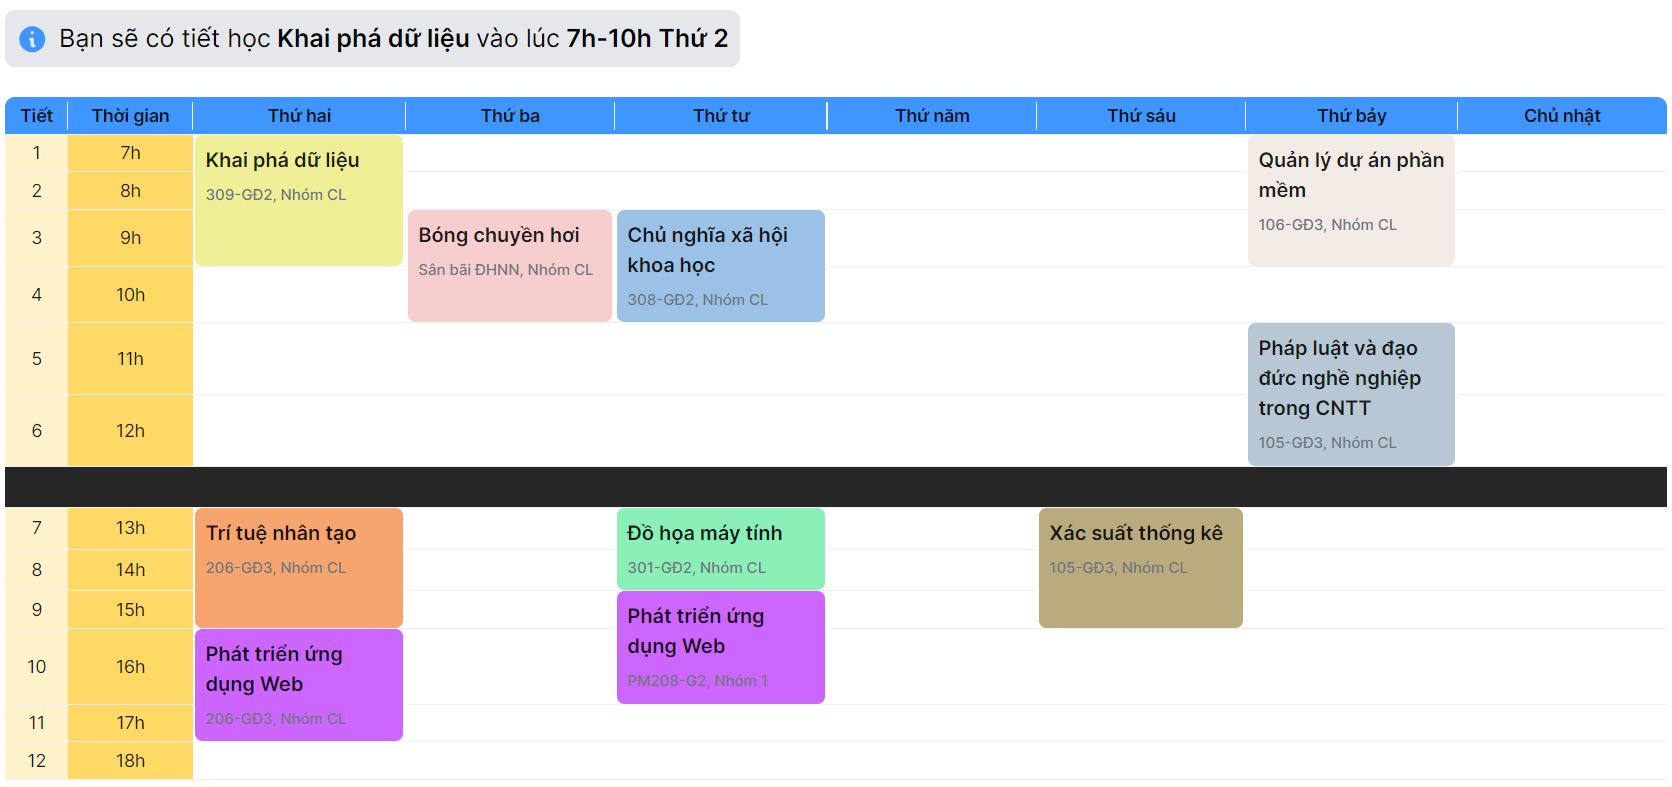 Bạn sẽ có tiết học Khai phá dữ liệu vào lúc 7h-10h Thứ 2
Tiết Thời gian Thứ hai Thứ ba Thứ tư Thứ năm Thứ sáu Thứ bảy Chủ nhật
1 7h
2 8h
3 9h
4 10h
5 11h
6 12h
7 13h
8 14h
9 15h
10 16h
11 17h
12 18h
Khai phá dữ liệu
309-GĐ2, Nhóm CL
Trí tuệ nhân tạo
206-GĐ3, Nhóm CL
Phát triển ứng
dụng Web
206-GĐ3, Nhóm CL
Bóng chuyền hơi
Sân bãi ĐHNN, Nhóm CL
Chủ nghĩa xã hội
khoa học
308-GĐ2, Nhóm CL
Đồ họa máy tính
301-GĐ2, Nhóm CL
Phát triển ứng
dụng Web
PM208-G2, Nhóm 1
Xác suất thống kê
105-GĐ3, Nhóm CL
Quản lý dự án phần
mềm
106-GĐ3, Nhóm CL
Pháp luật và đạo
đức nghề nghiệp
trong CNTT
105-GĐ3, Nhóm CL